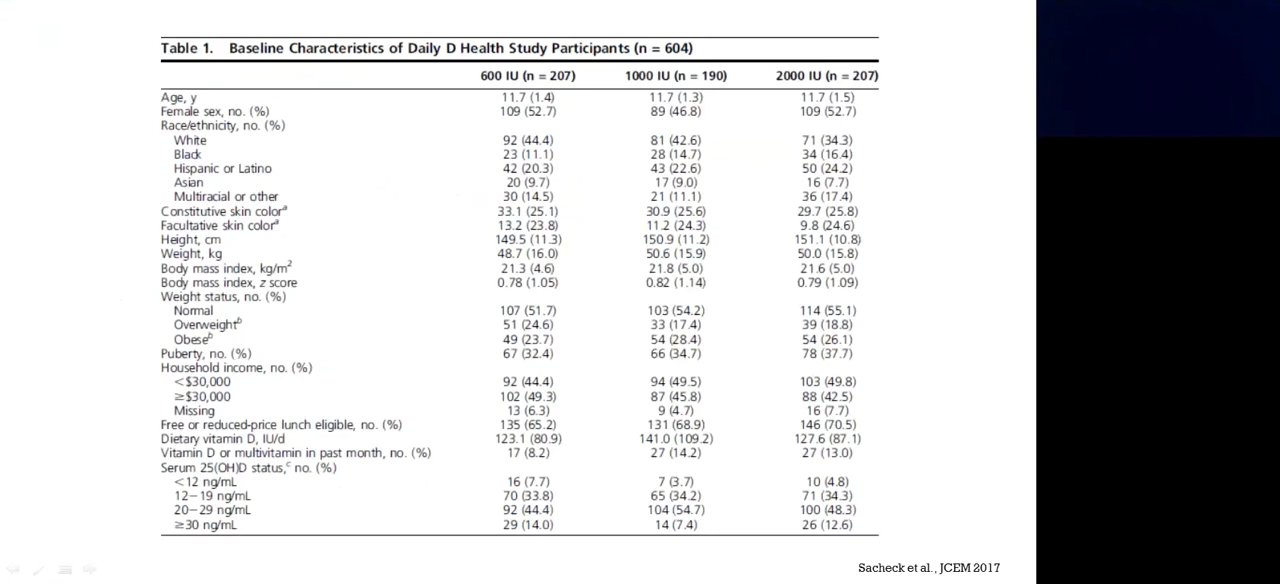 Table 1. Baseline Characteristics of Daily D Health Study Participants (n = 604)
600 IU (n = 207) 1000 IU (n = 190) 2000 IU (n = 207)
Age, y 11.7 (1.4) 11.7 (1.3) 11.7 (1.5)
Female sex, no. (%) 109 (52.7) 89 (46.8) 109 (52.7)
Race/ethnicity, no. (%)
White 92 (44.4) 81 (42.6) 71 (34.3)
Black 23 (11.1) 28 (14.7) 34 (16.4)
Hispanic or Latino 42 (20.3) 43 (22.6) 50 (24.2)
Asian 20 (9.7) 17 (9.0) 16 (7.7)
Multiracial or other 30 (14.5) 21 (11.1) 36 (17.4)
Constitutive skin colorᵃ 33.1 (25.1) 30.9 (25.6) 29.7 (25.8)
Facultative skin colorᵃ 13.2 (23.8) 11.2 (24.3) 9.8 (24.6)
Height, cm 149.5 (11.3) 150.9 (11.2) 151.1 (10.8)
Weight, kg 48.7 (16.0) 50.6 (15.9) 50.0 (15.8)
Body mass index, kg/m² 21.3 (4.6) 21.8 (5.0) 21.6 (5.0)
Body mass index, z score 0.78 (1.05) 0.82 (1.14) 0.79 (1.09)
Weight status, no. (%)
Normal 107 (51.7) 103 (54.2) 114 (55.1)
Overweightᵇ 51 (24.6) 33 (17.4) 39 (18.8)
Obeseᵇ 49 (23.7) 54 (28.4) 54 (26.1)
Puberty, no. (%) 67 (32.4) 66 (34.7) 78 (37.7)
Household income, no. (%)
<$30,000 92 (44.4) 94 (49.5) 103 (49.8)
≥$30,000 102 (49.3) 87 (45.8) 88 (42.5)
Missing 13 (6.3) 9 (4.7) 16 (7.7)
Free or reduced-price lunch eligible, no. (%) 135 (65.2) 131 (68.9) 146 (70.5)
Dietary vitamin D, IU/d 123.1 (80.9) 141.0 (109.2) 127.6 (87.1)
Vitamin D or multivitamin in past month, no. (%) 17 (8.2) 27 (14.2) 27 (13.0)
Serum 25(OH)D status,ᶜ no. (%)
<12 ng/mL 16 (7.7) 7 (3.7) 10 (4.8)
12–19 ng/mL 70 (33.8) 65 (34.2) 71 (34.3)
20–29 ng/mL 92 (44.4) 104 (54.7) 100 (48.3)
≥30 ng/mL 29 (14.0) 14 (7.4) 26 (12.6)
Sacheck et al., JCEM 2017